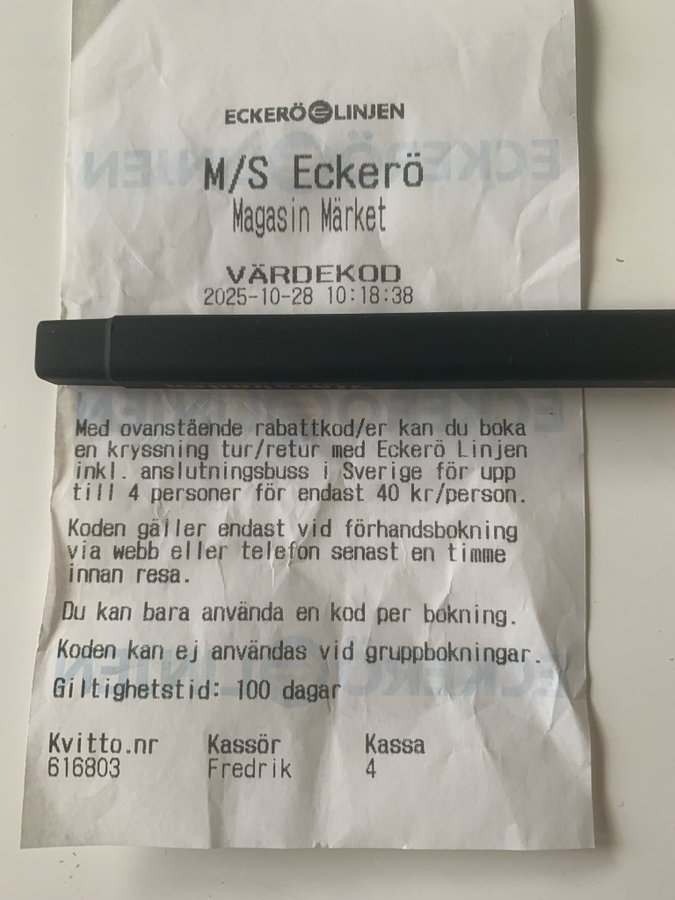 ECKERÖ LINJEN
M/S Eckerö
Magasin Märket
VÄRDEKOD
2025-10-28 10:18:38
Med ovanstående rabattkod/er kan du boka
en kryssning tur/retur med Eckerö Linjen
inkl. anslutningsbuss i Sverige för upp
till 4 personer för endast 40 kr/person.
Koden gäller endast vid förhandsbokning
via webb eller telefon senast en timme
innan resa.
Du kan bara använda en kod per bokning.
Koden kan ej användas vid gruppbokningar.
Giltighetstid: 100 dagar
Kvitto.nr Kassör Kassa
616803 Fredrik 4